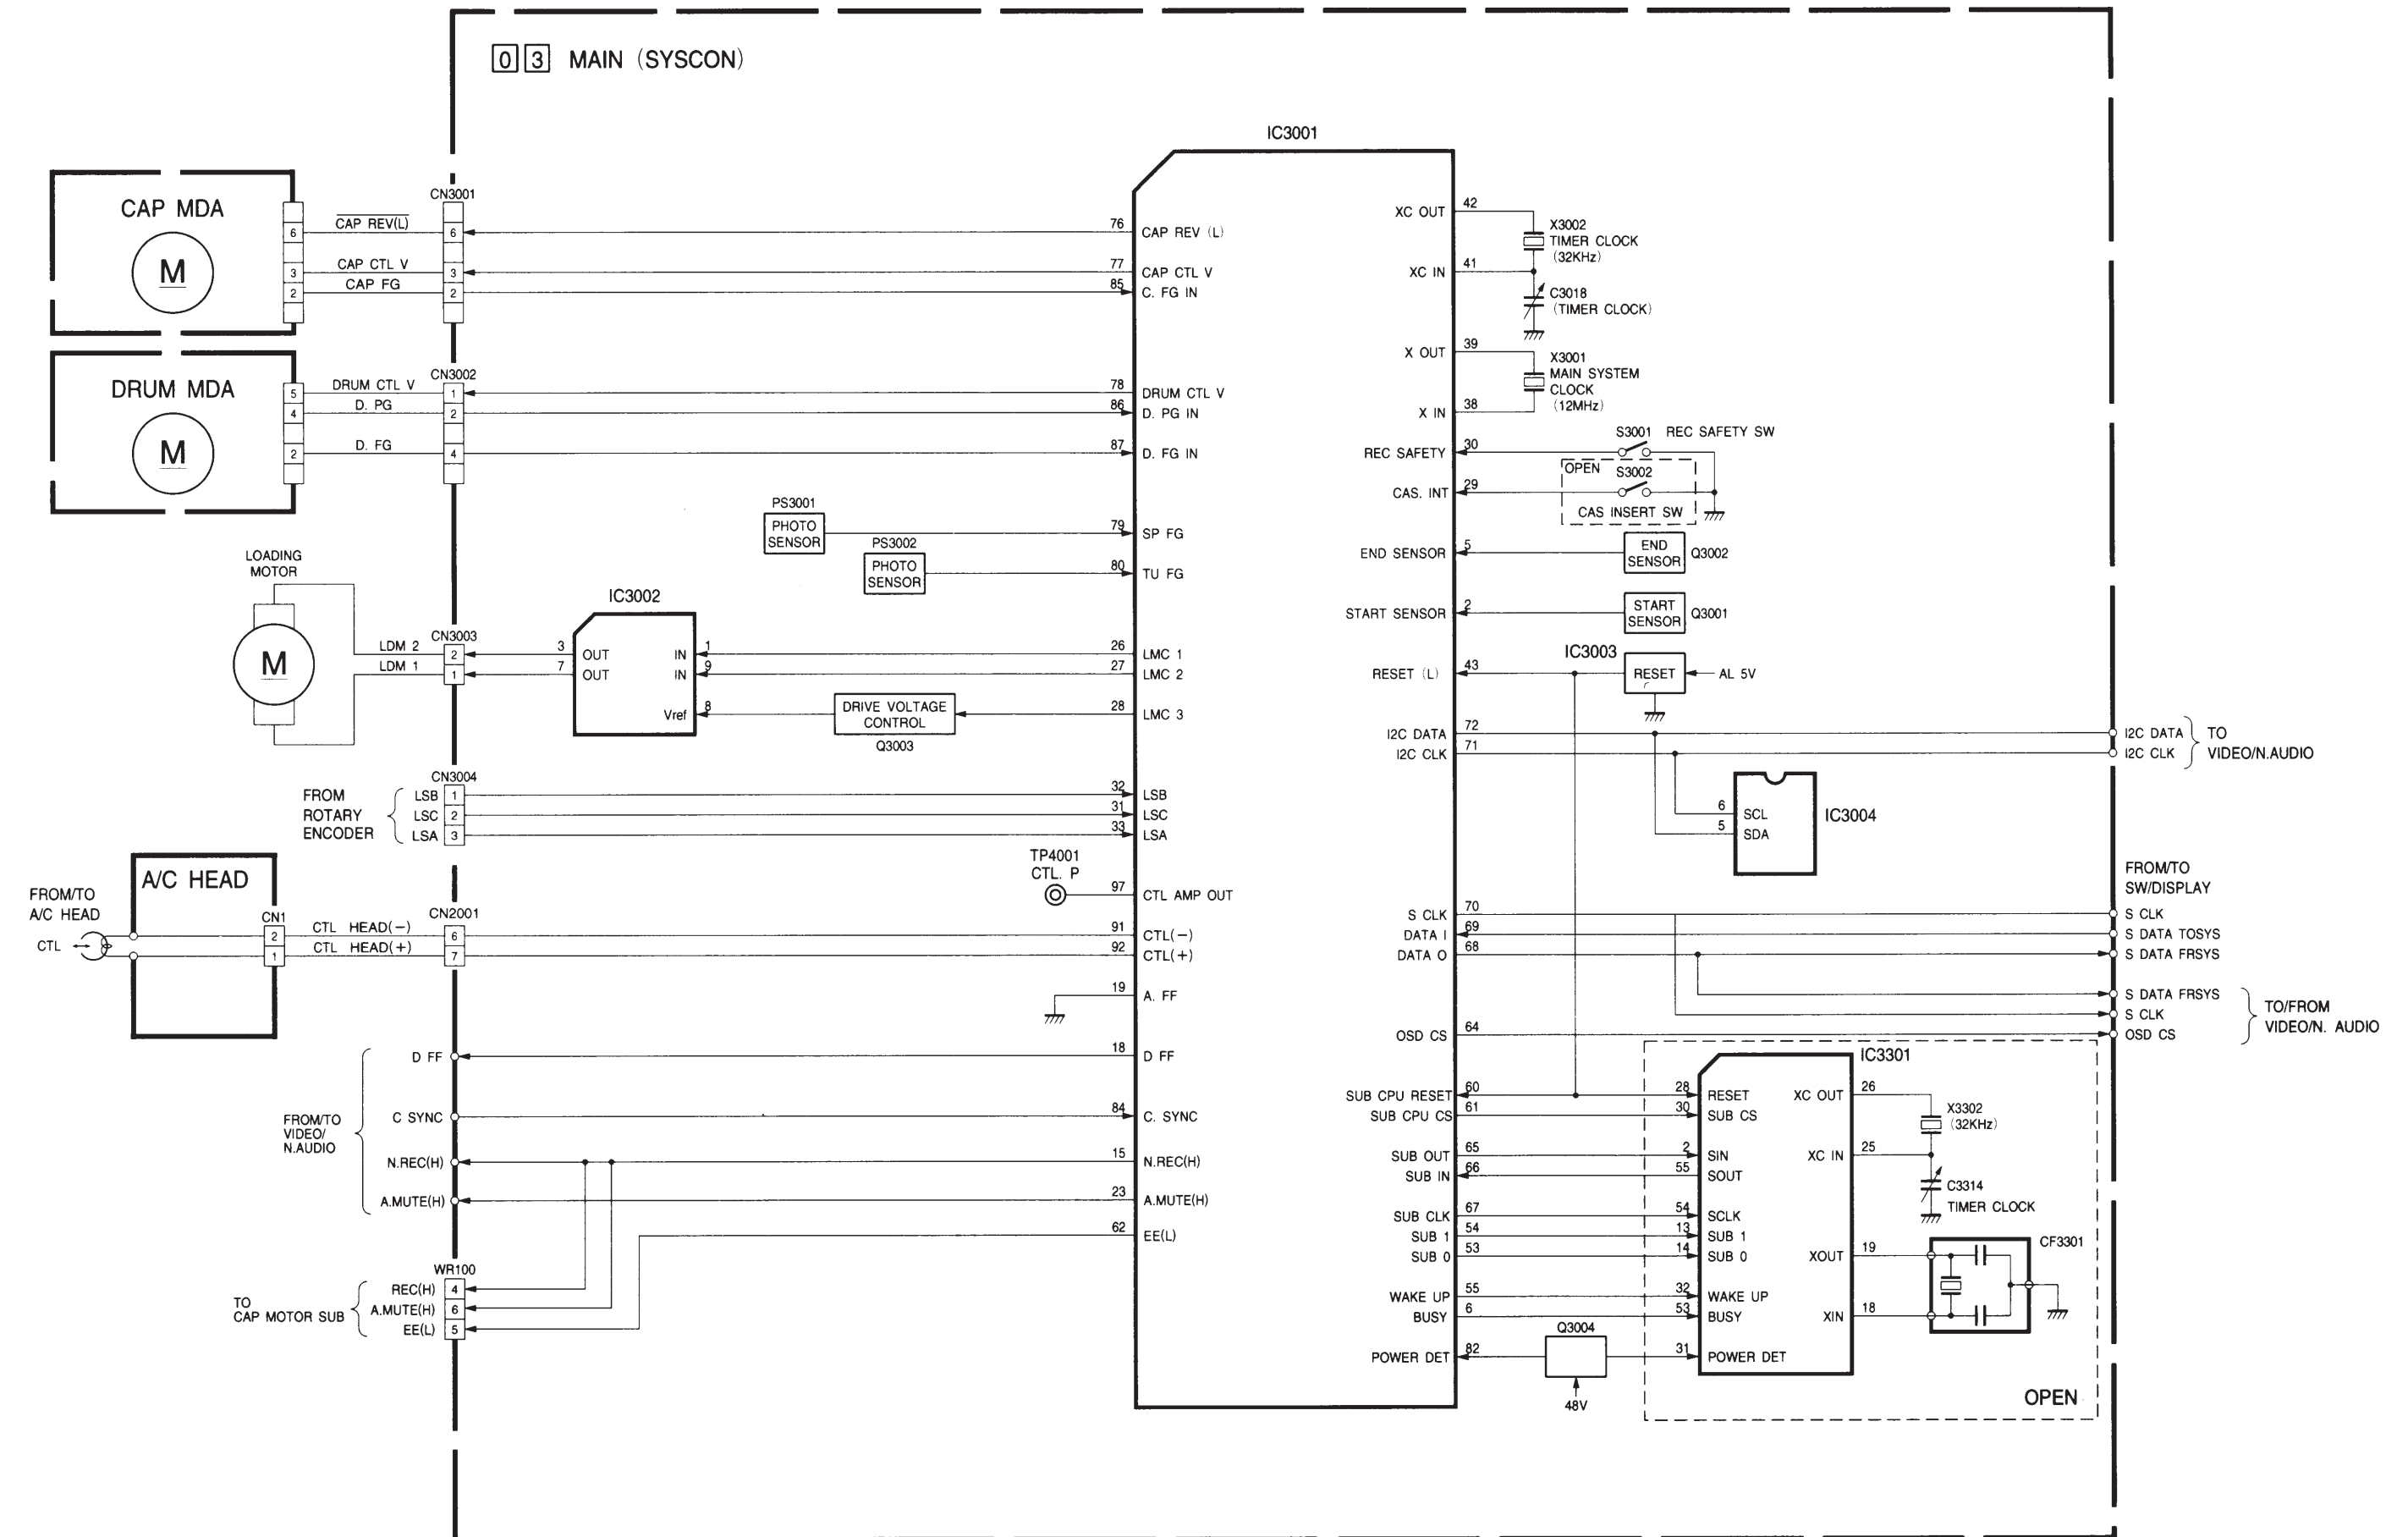 03 MAIN (SYSCON)
IC3001
CAP MDA
M
6
3
2
CAP REV(L)
CAP CTL V
CAP FG
CN3001
6
3
2
76 CAP REV (L)
77 CAP CTL V
85 C. FG IN
DRUM MDA
M
5
4
2
DRUM CTL V
D. PG
D. FG
CN3002
1
2
4
78 DRUM CTL V
86 D. PG IN
87 D. FG IN
PS3001
PHOTO
SENSOR
79 SP FG
PS3002
PHOTO
SENSOR
80 TU FG
LOADING
MOTOR
M
LDM 2
LDM 1
CN3003
2
1
IC3002
3 OUT
7 OUT
IN 1
IN 9
Vref 8
DRIVE VOLTAGE
CONTROL
Q3003
26 LMC 1
27 LMC 2
28 LMC 3
CN3004
FROM
ROTARY
ENCODER
LSB 1
LSC 2
LSA 3
32 LSB
31 LSC
33 LSA
TP4001
CTL. P
97 CTL AMP OUT
A/C HEAD
FROM/TO
A/C HEAD
CTL
CN1
2
1
CTL HEAD(−)
CTL HEAD(+)
CN2001
6
7
91 CTL(−)
92 CTL(+)
19 A. FF
FROM/TO
VIDEO/
N.AUDIO
D FF
C SYNC
N.REC(H)
A.MUTE(H)
18 D FF
84 C. SYNC
15 N.REC(H)
23 A.MUTE(H)
62 EE(L)
WR100
TO
CAP MOTOR SUB
REC(H) 4
A.MUTE(H) 6
EE(L) 5
XC OUT 42
XC IN 41
X3002
TIMER CLOCK
(32KHz)
C3018
(TIMER CLOCK)
X OUT 39
X IN 38
X3001
MAIN SYSTEM
CLOCK
(12MHz)
REC SAFETY 30
S3001 REC SAFETY SW
CAS. INT 29
OPEN S3002
CAS INSERT SW
END SENSOR 5
END
SENSOR
Q3002
START SENSOR 2
START
SENSOR
Q3001
RESET (L) 43
IC3003
RESET
AL 5V
I2C DATA 72
I2C CLK 71
I2C DATA
I2C CLK
TO
VIDEO/N.AUDIO
6 SCL
5 SDA
IC3004
FROM/TO
SW/DISPLAY
S CLK 70
DATA I 69
DATA O 68
S CLK
S DATA TOSYS
S DATA FRSYS
S DATA FRSYS
S CLK
OSD CS
TO/FROM
VIDEO/N. AUDIO
OSD CS 64
IC3301
SUB CPU RESET 60
SUB CPU CS 61
SUB OUT 65
SUB IN 66
SUB CLK 67
SUB 1 54
SUB 0 53
WAKE UP 55
BUSY 6
POWER DET 82
Q3004
48V
28 RESET
30 SUB CS
2 SIN
55 SOUT
54 SCLK
13 SUB 1
14 SUB 0
32 WAKE UP
53 BUSY
31 POWER DET
XC OUT 26
XC IN 25
XOUT 19
XIN 18
X3302
(32KHz)
C3314
TIMER CLOCK
CF3301
OPEN